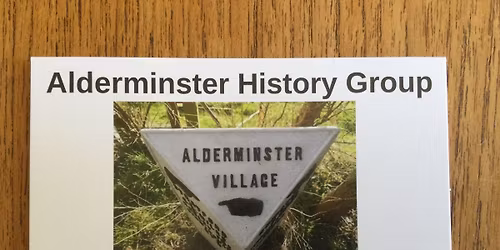 Alderminster History Group
ALDERMINSTER
VILLAGE